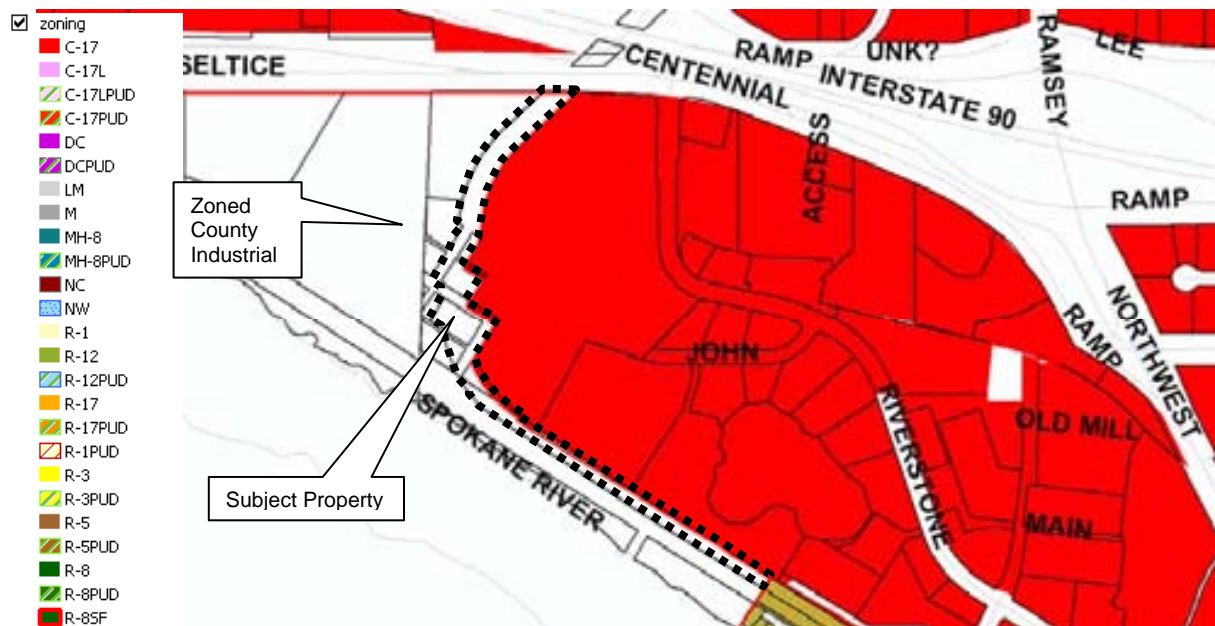 zoning
C-17
C-17L
C-17LPUD
C-17PUD
DC
DCPUD
LM
M
MH-8
MH-8PUD
NC
NW
R-1
R-12
R-12PUD
R-17
R-17PUD
R-1PUD
R-3
R-3PUD
R-5
R-5PUD
R-8
R-8PUD
R-8SF
SELTICE
CENTENNIAL
RAMP
INTERSTATE 90
UNK?
RAMSEY
LEE
ACCESS
RAMP
Zoned
County
Industrial
NORTHWEST
RAMP
JOHN
RIVERSTONE
OLD MILL
MAIN
SPOKANE RIVER
Subject Property